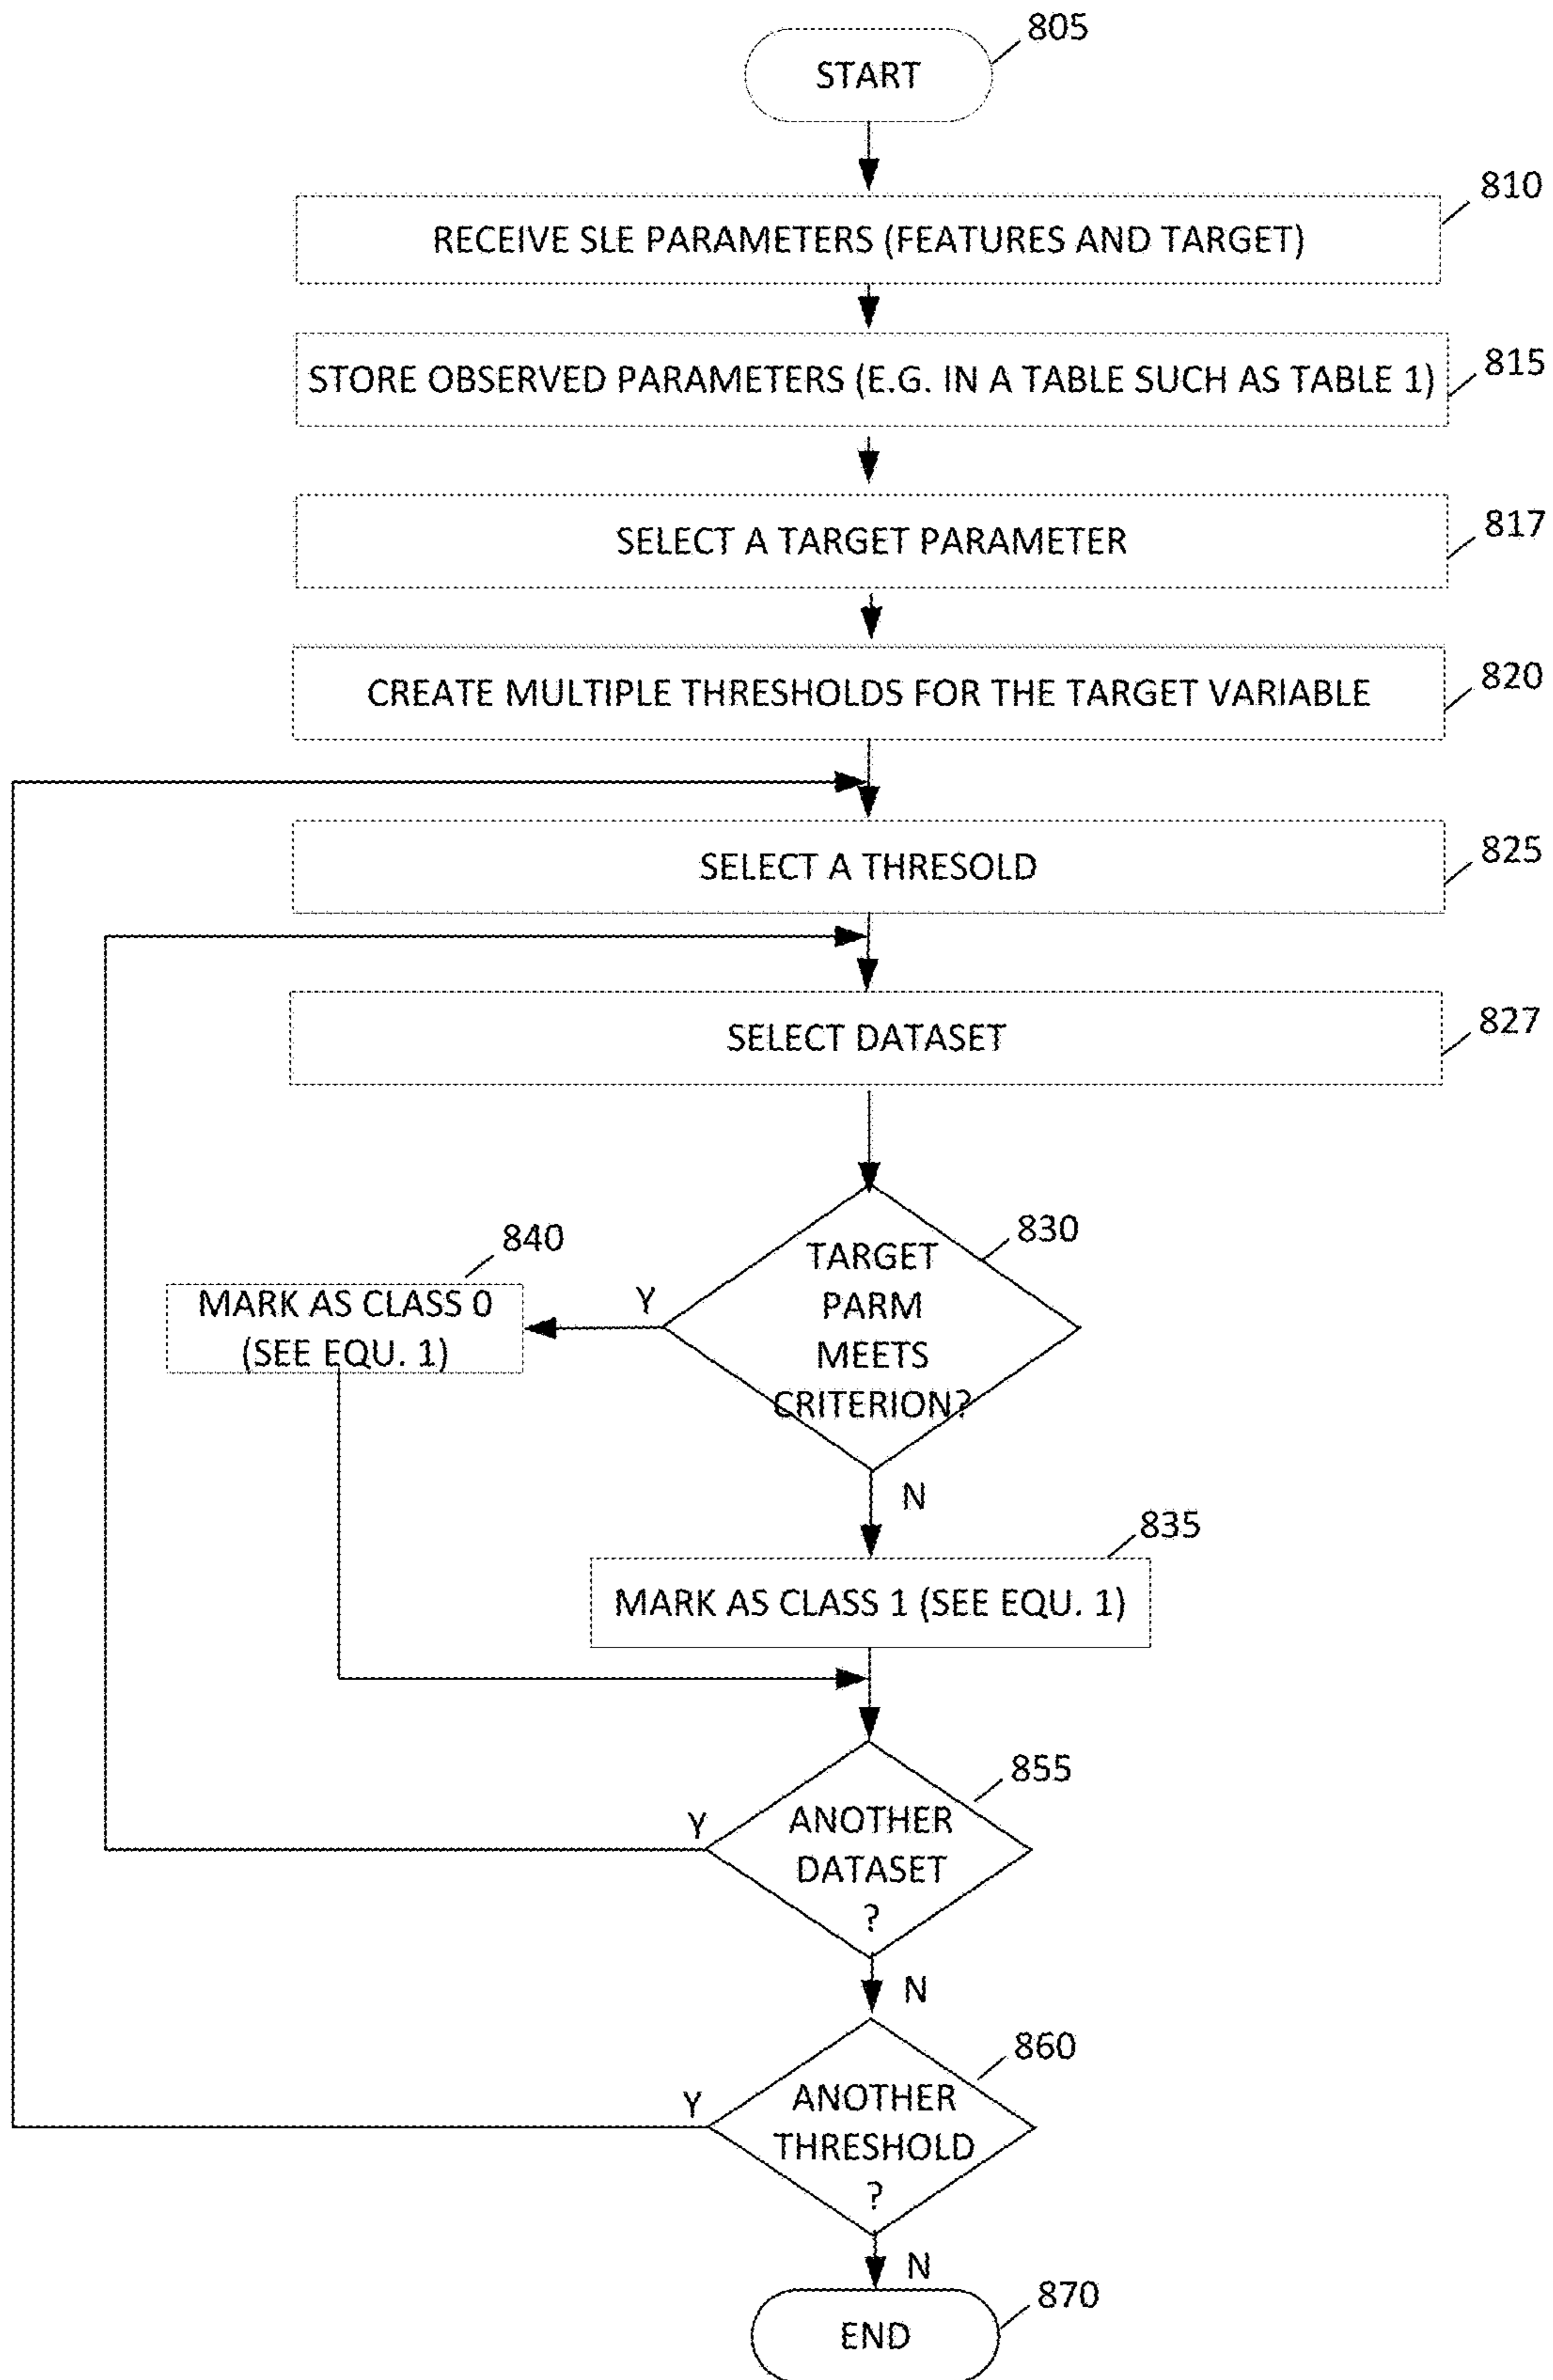 START
805
810
RECEIVE SLE PARAMETERS (FEATURES AND TARGET)
STORE OBSERVED PARAMETERS (E.G. IN A TABLE SUCH AS TABLE 1)
815
SELECT A TARGET PARAMETER
817
CREATE MULTIPLE THRESHOLDS FOR THE TARGET VARIABLE
820
SELECT A THRESOLD
825
SELECT DATASET
827
830
TARGET
PARM
MEETS
CRITERION?
Y
840
MARK AS CLASS 0
(SEE EQU. 1)
N
835
MARK AS CLASS 1 (SEE EQU. 1)
855
ANOTHER
DATASET
?
Y
N
860
ANOTHER
THRESHOLD
?
Y
N
870
END